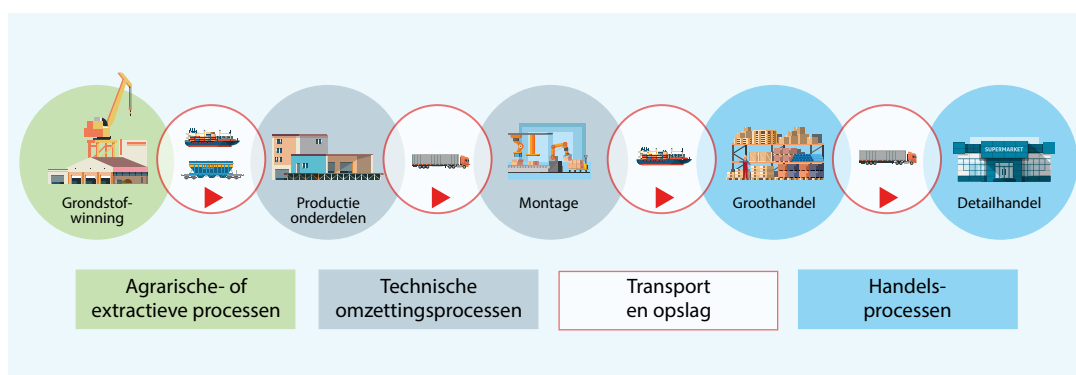 SUPERMARKET
Grondstof-
winning
Productie
onderdelen
Montage
Groothandel
Detailhandel
Agrarische- of
extractieve processen
Technische
omzettingsprocessen
Transport
en opslag
Handels-
processen